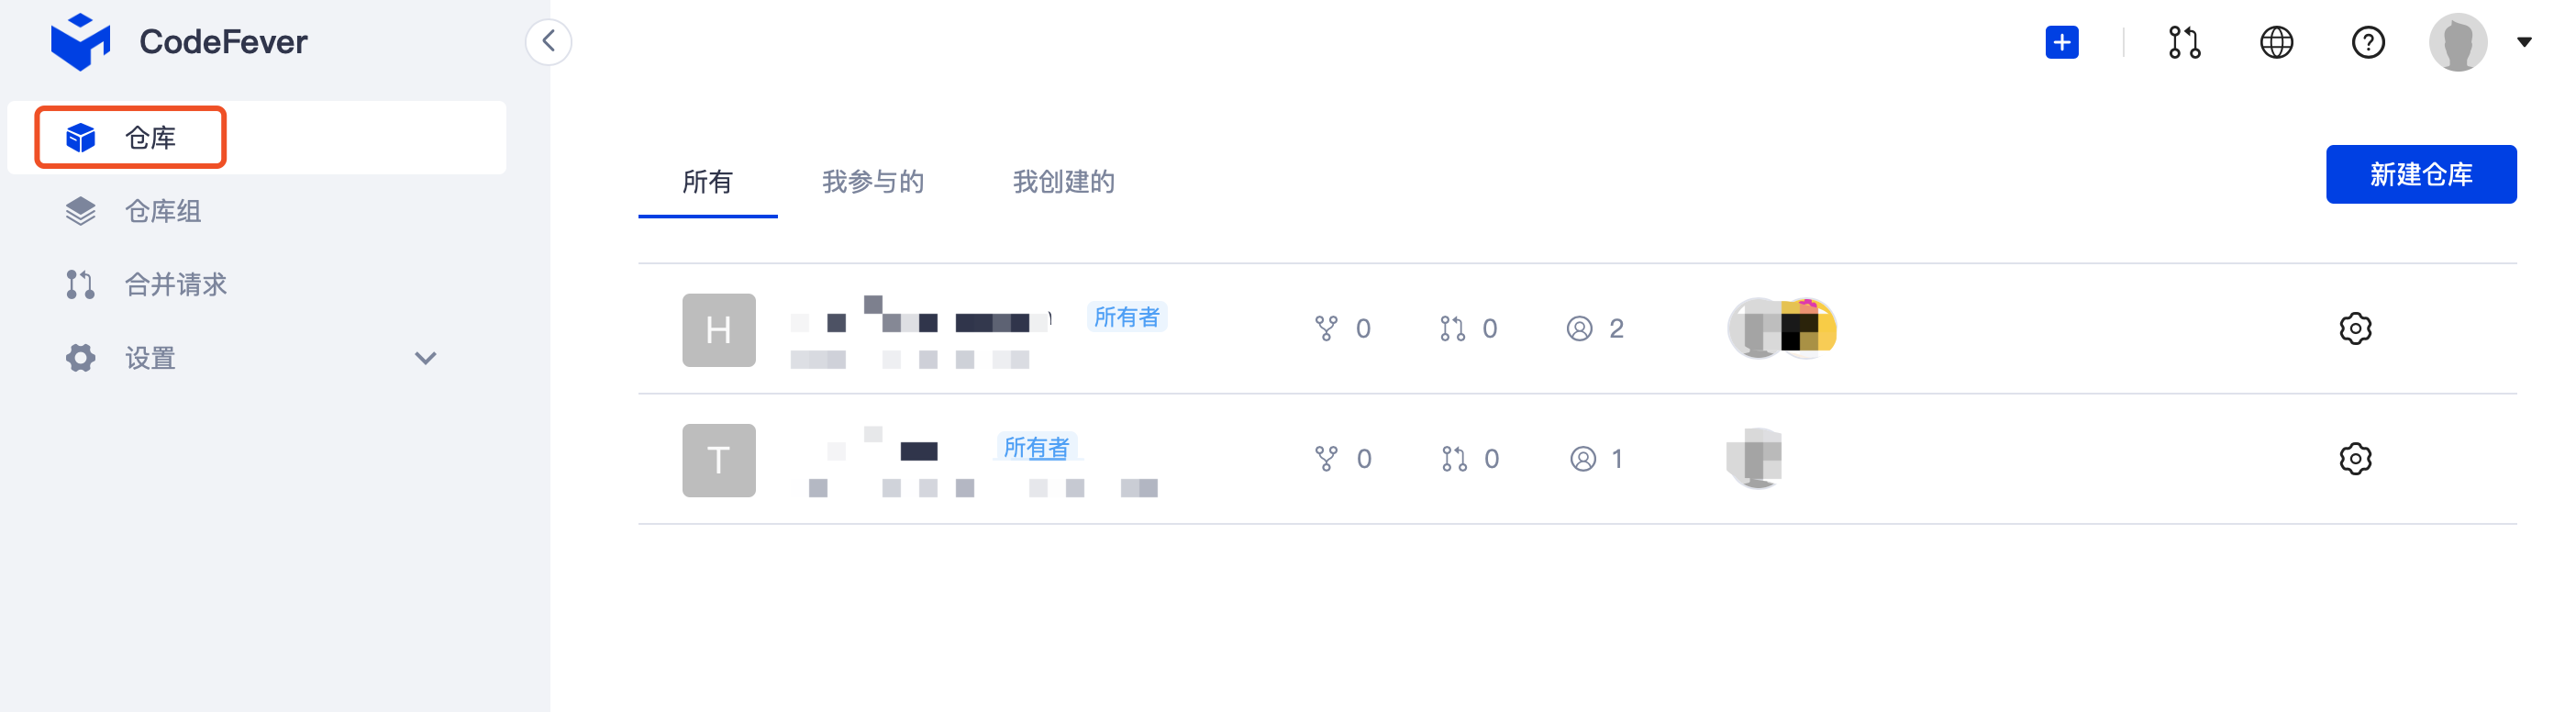 CodeFever
仓库
仓库组
合并请求
设置
所有 我参与的 我创建的
新建仓库
H 所有者 0 0 2
T 所有者 0 0 1